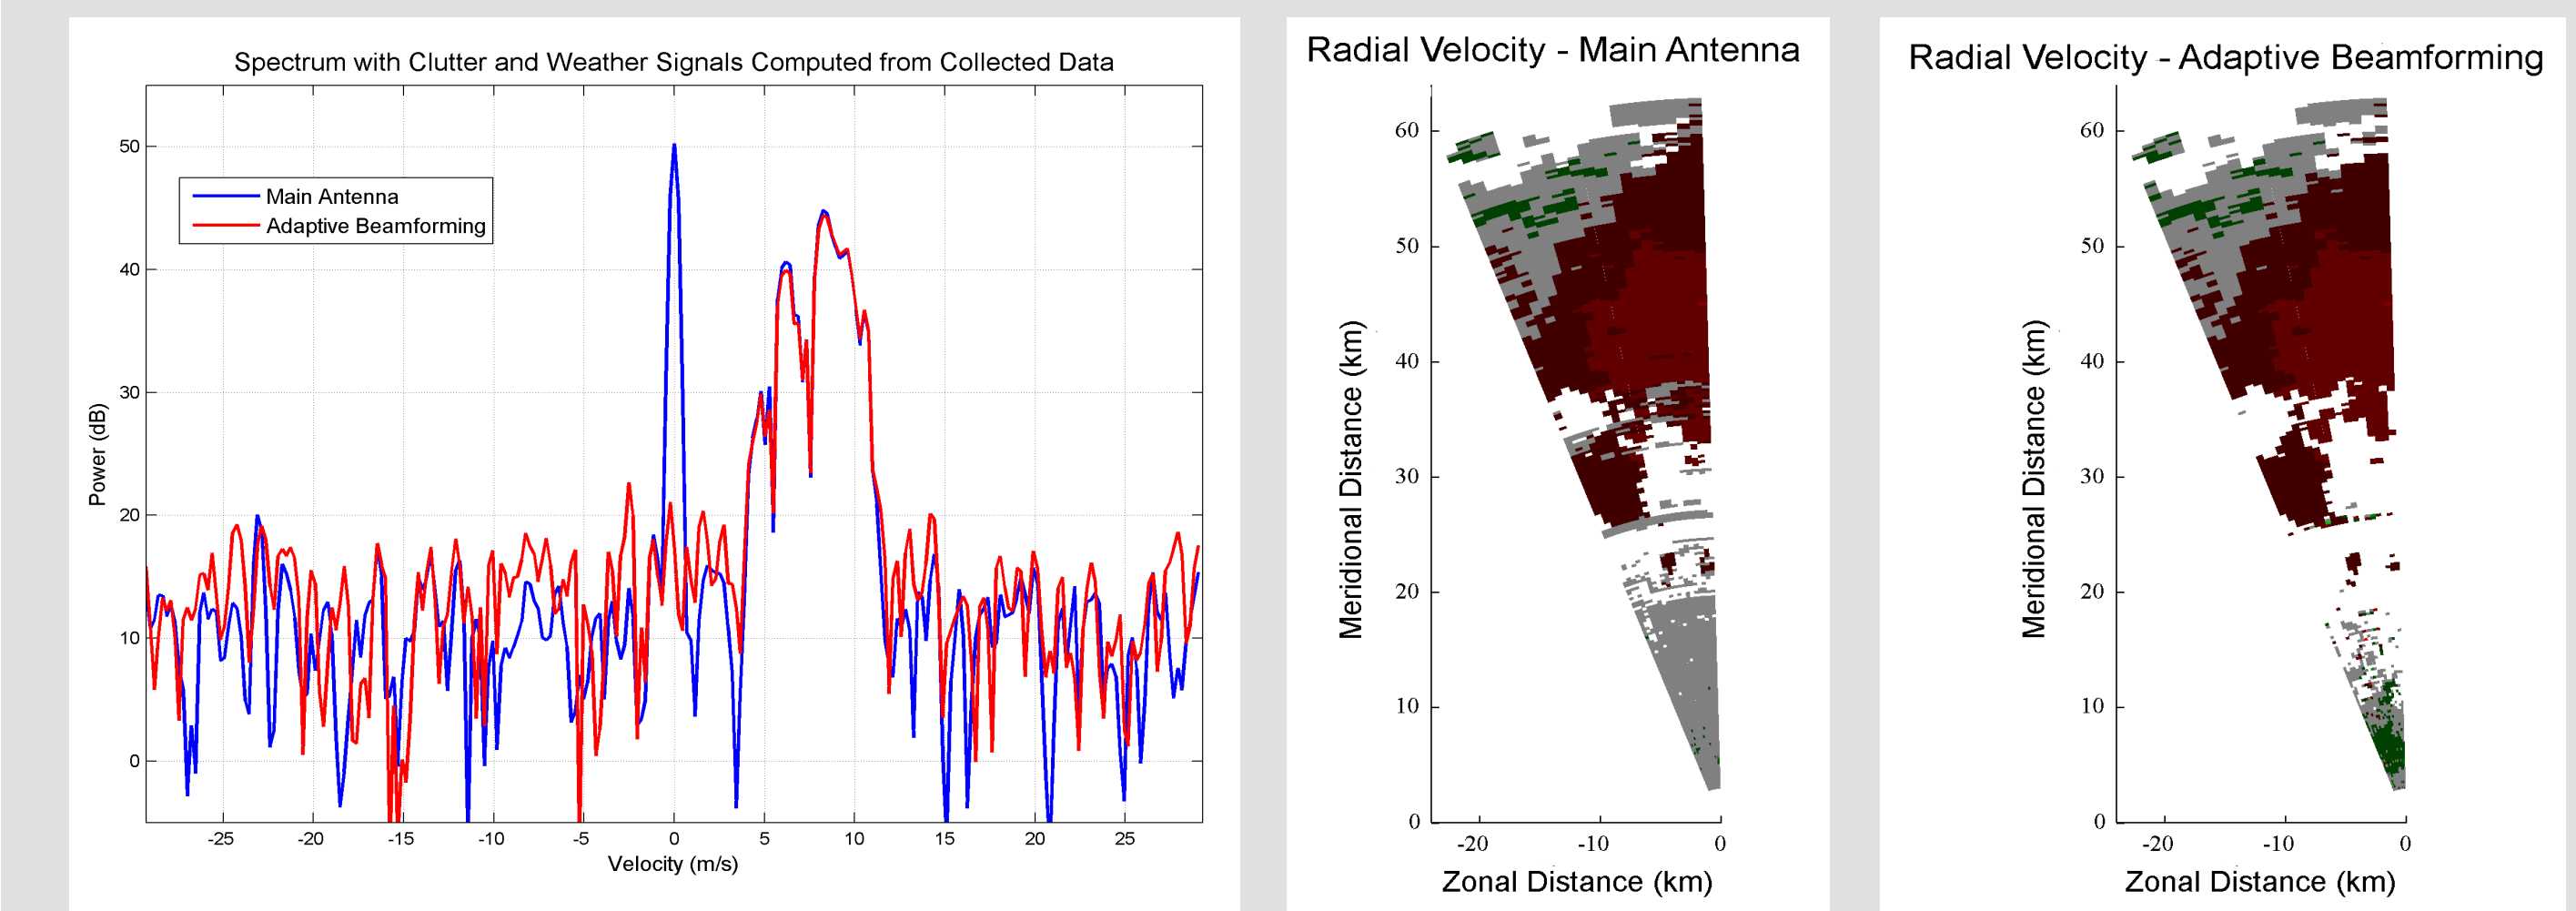 Spectrum with Clutter and Weather Signals Computed from Collected Data
50
40
30
20
10
0
Power (dB)
Main Antenna
Adaptive Beamforming
-25 -20 -15 -10 -5 0 5 10 15 20 25
Velocity (m/s)
Radial Velocity - Main Antenna
60
50
40
30
20
10
0
Meridional Distance (km)
-20 -10 0
Zonal Distance (km)
Radial Velocity - Adaptive Beamforming
60
50
40
30
20
10
0
Meridional Distance (km)
-20 -10 0
Zonal Distance (km)